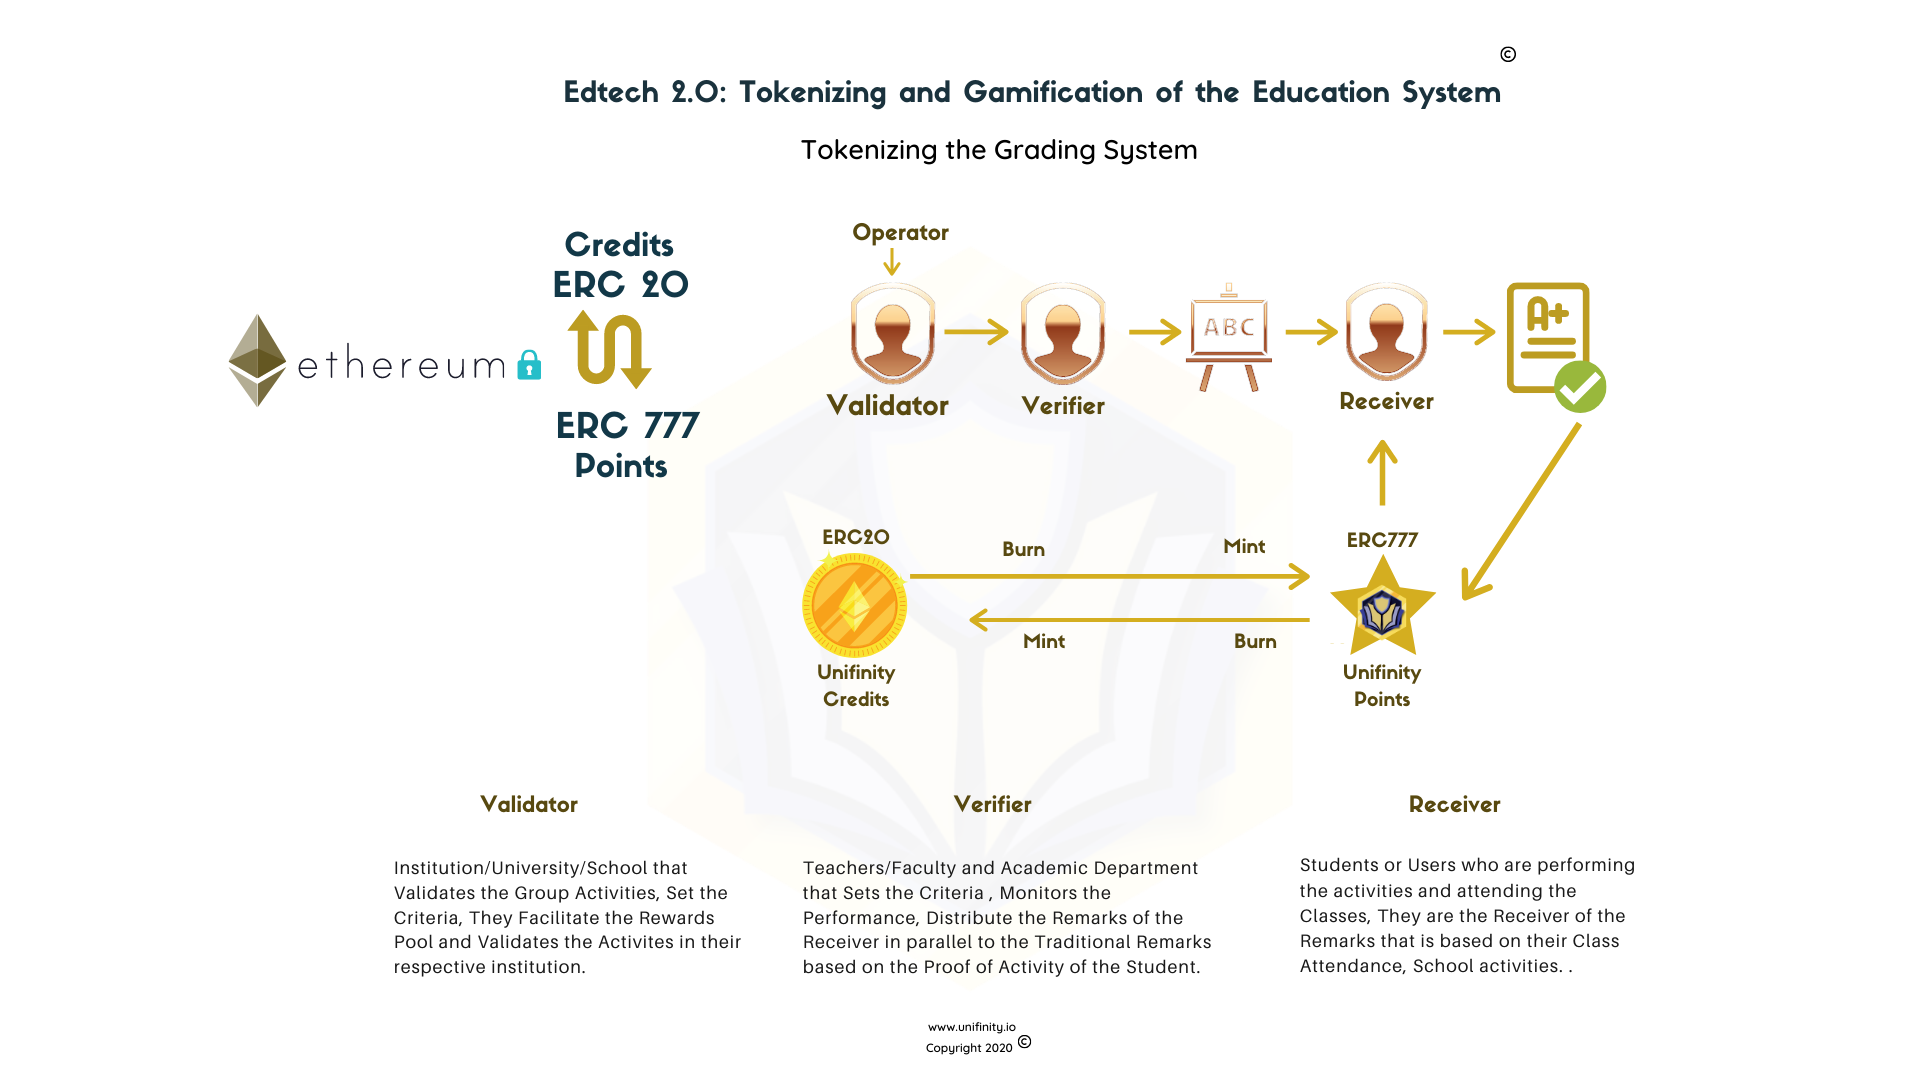 ©
Edtech 2.0: Tokenizing and Gamification of the Education System
Tokenizing the Grading System
Credits
ERC 20
ethereum
ERC 777
Points
Operator
ABC
A+
Validator
Verifier
Receiver
ERC20
Burn
Mint
ERC777
Mint
Burn
Unifinity
Credits
Unifinity
Points
Validator
Institution/University/School that
Validates the Group Activities, Set the
Criteria, They Facilitate the Rewards
Pool and Validates the Activites in their
respective institution.
Verifier
Teachers/Faculty and Academic Department
that Sets the Criteria , Monitors the
Performance, Distribute the Remarks of the
Receiver in parallel to the Traditional Remarks
based on the Proof of Activity of the Student.
Receiver
Students or Users who are performing
the activities and attending the
Classes, They are the Receiver of the
Remarks that is based on their Class
Attendance, School activities. .
www.unifinity.io
Copyright 2020 ©